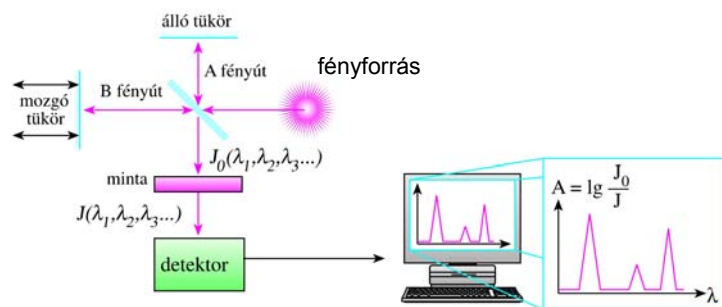 álló tükör
A fényút
fényforrás
B fényút
mozgó
tükör
J₀(λ₁,λ₂,λ₃...)
minta
J(λ₁,λ₂,λ₃...)
detektor
A = lg J₀/J
λ